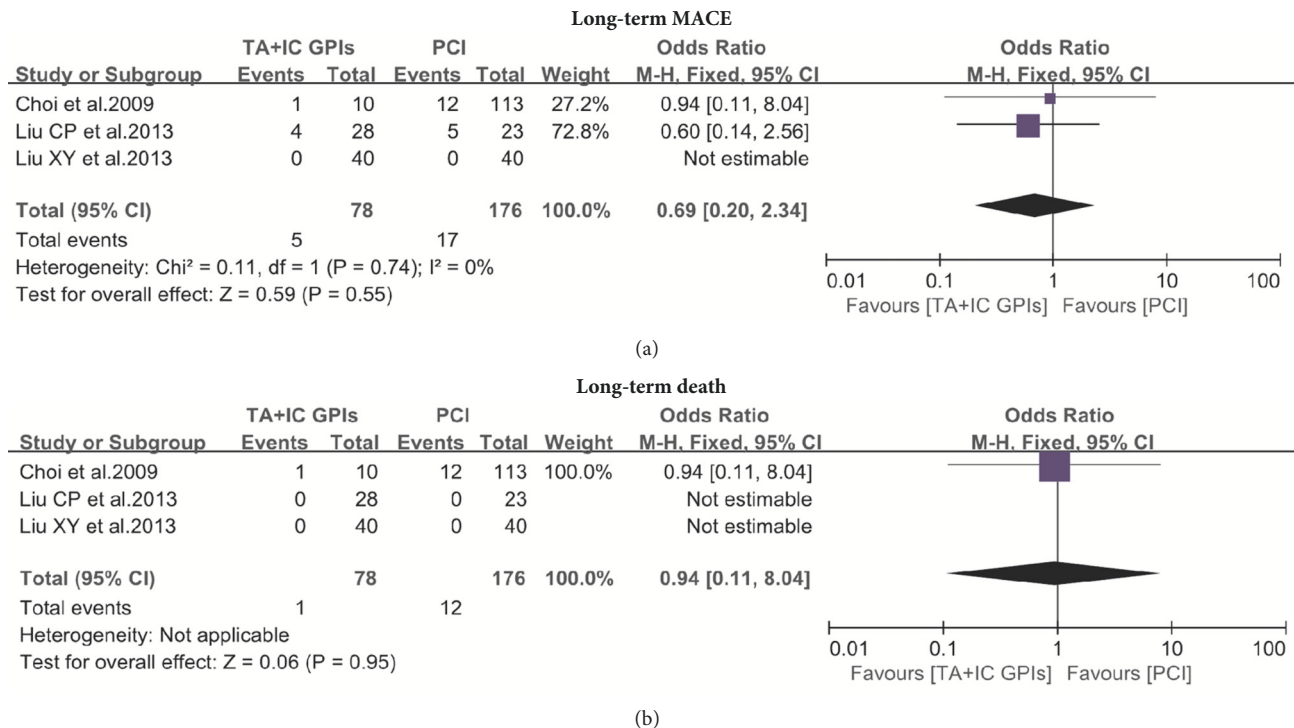 Long-term MACE
TA+IC GPIs PCI Odds Ratio Odds Ratio
Study or Subgroup Events Total Events Total Weight M-H, Fixed, 95% CI M-H, Fixed, 95% CI
Choi et al.2009 1 10 12 113 27.2% 0.94 [0.11, 8.04]
Liu CP et al.2013 4 28 5 23 72.8% 0.60 [0.14, 2.56]
Liu XY et al.2013 0 40 0 40 Not estimable
Total (95% CI) 78 176 100.0% 0.69 [0.20, 2.34]
Total events 5 17
Heterogeneity: Chi² = 0.11, df = 1 (P = 0.74); I² = 0%
Test for overall effect: Z = 0.59 (P = 0.55)
0.01 0.1 1 10 100
Favours [TA+IC GPIs] Favours [PCI]
(a)
Long-term death
TA+IC GPIs PCI Odds Ratio Odds Ratio
Study or Subgroup Events Total Events Total Weight M-H, Fixed, 95% CI M-H, Fixed, 95% CI
Choi et al.2009 1 10 12 113 100.0% 0.94 [0.11, 8.04]
Liu CP et al.2013 0 28 0 23 Not estimable
Liu XY et al.2013 0 40 0 40 Not estimable
Total (95% CI) 78 176 100.0% 0.94 [0.11, 8.04]
Total events 1 12
Heterogeneity: Not applicable
Test for overall effect: Z = 0.06 (P = 0.95)
0.01 0.1 1 10 100
Favours [TA+IC GPIs] Favours [PCI]
(b)